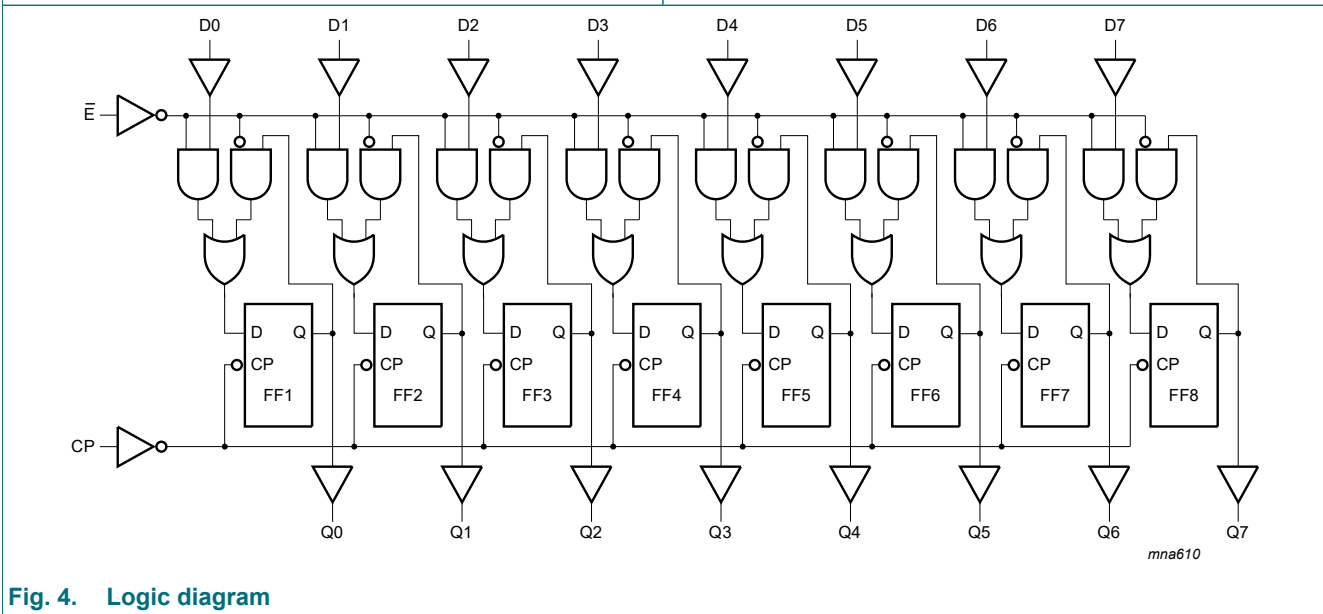 D0 D1 D2 D3 D4 D5 D6 D7
E̅
D Q D Q D Q D Q D Q D Q D Q D Q
CP CP CP CP CP CP CP CP
FF1 FF2 FF3 FF4 FF5 FF6 FF7 FF8
CP
Q0 Q1 Q2 Q3 Q4 Q5 Q6 Q7
mna610
Fig. 4. Logic diagram